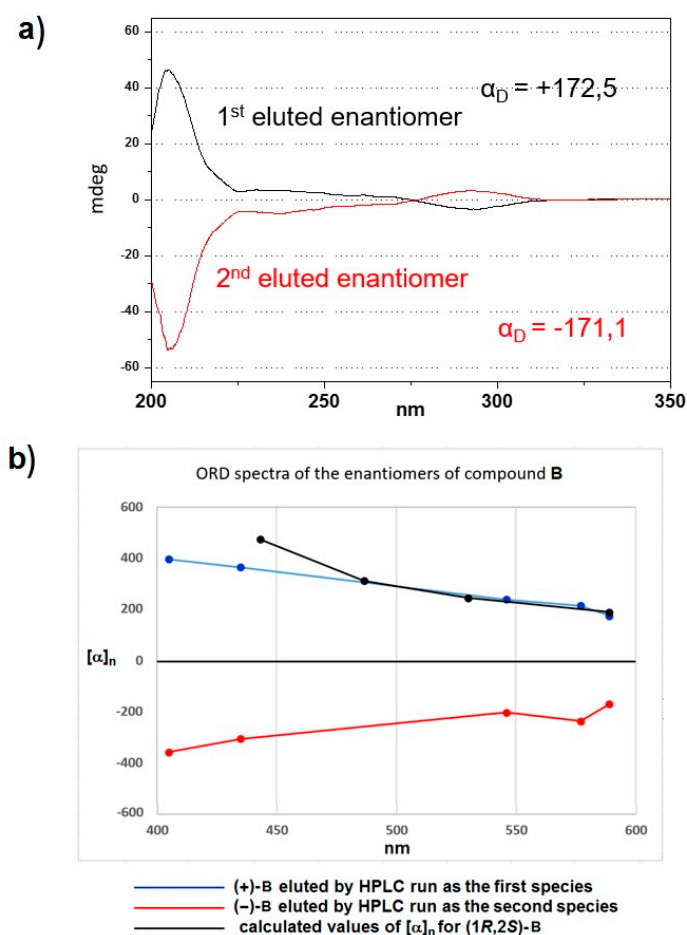 a)
60
40
20
0
-20
-40
-60
mdeg
α_D = +172,5
1st eluted enantiomer
2nd eluted enantiomer
α_D = -171,1
200
250
300
350
nm
b)
ORD spectra of the enantiomers of compound B
600
400
200
0
-200
-400
-600
[α]n
400
450
500
550
600
nm
(+)-B eluted by HPLC run as the first species
(−)-B eluted by HPLC run as the second species
calculated values of [α]n for (1R,2S)-B